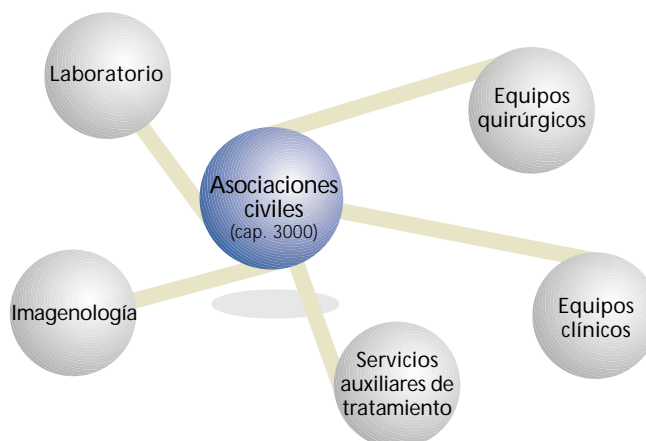 Laboratorio
Equipos
quirúrgicos
Asociaciones
civiles
(cap. 3000)
Imagenología
Equipos
clínicos
Servicios
auxiliares de
tratamiento